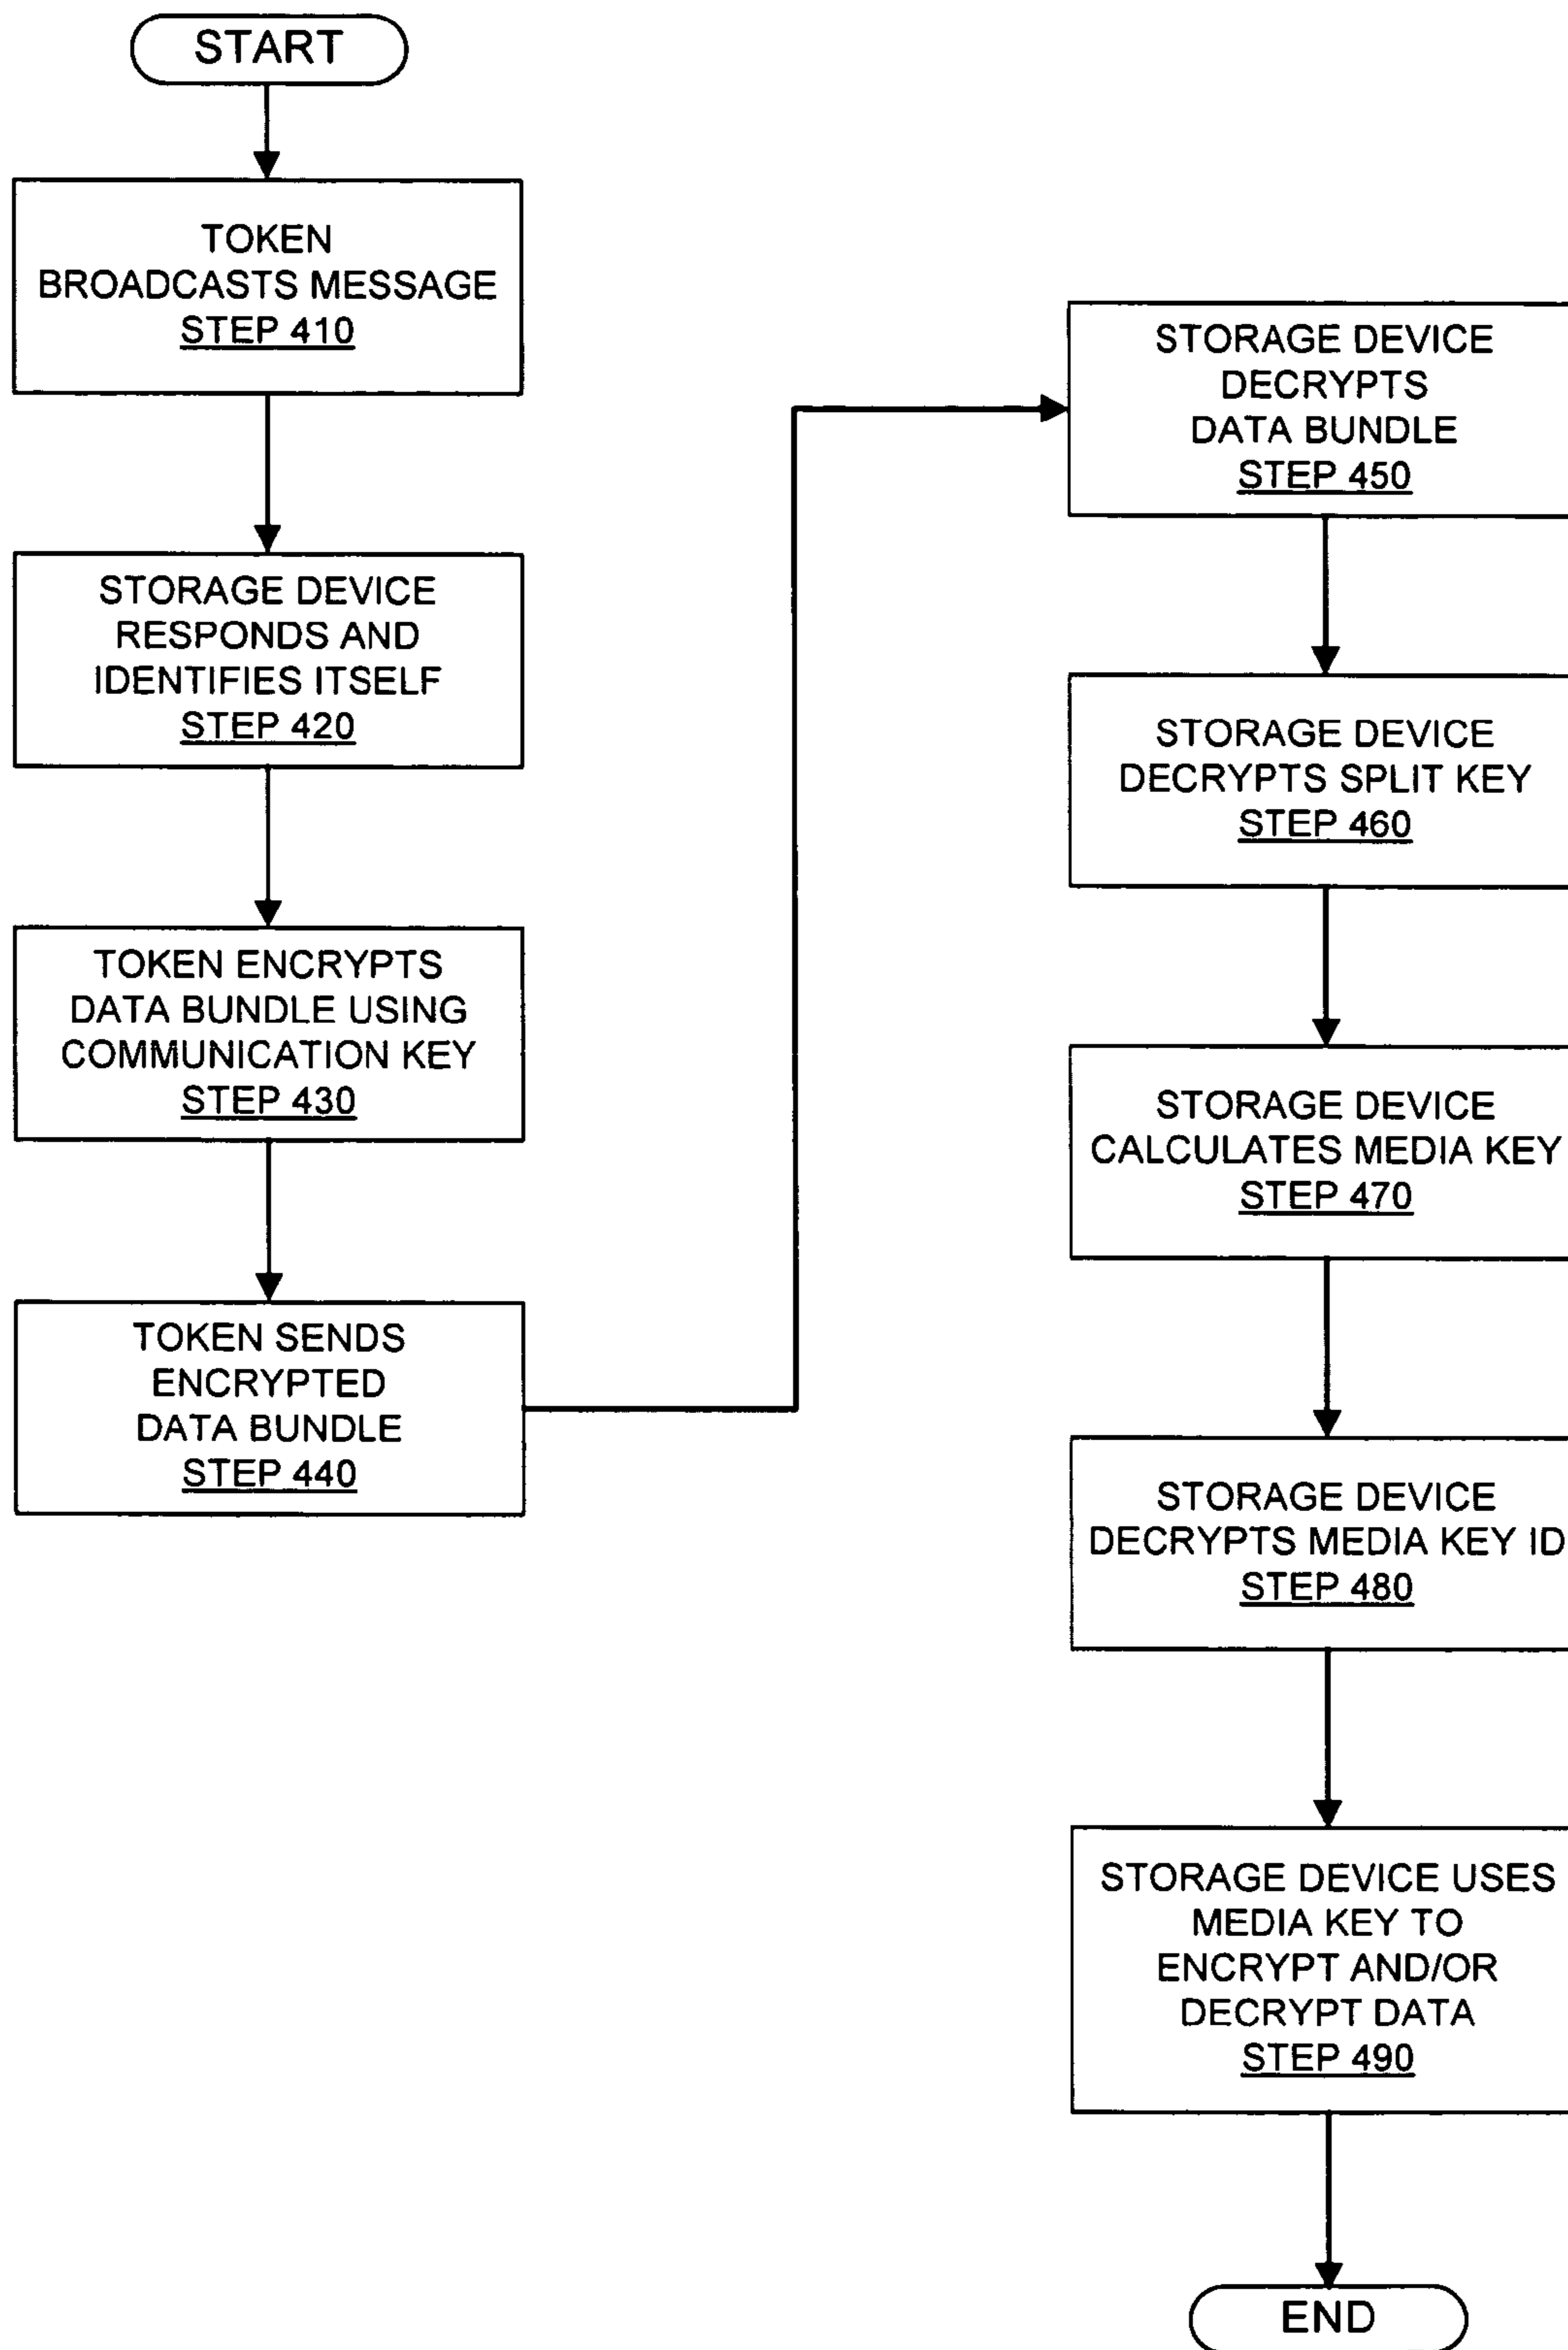 START
TOKEN
BROADCASTS MESSAGE
STEP 410
STORAGE DEVICE
RESPONDS AND
IDENTIFIES ITSELF
STEP 420
TOKEN ENCRYPTS
DATA BUNDLE USING
COMMUNICATION KEY
STEP 430
TOKEN SENDS
ENCRYPTED
DATA BUNDLE
STEP 440
STORAGE DEVICE
DECRYPTS
DATA BUNDLE
STEP 450
STORAGE DEVICE
DECRYPTS SPLIT KEY
STEP 460
STORAGE DEVICE
CALCULATES MEDIA KEY
STEP 470
STORAGE DEVICE
DECRYPTS MEDIA KEY ID
STEP 480
STORAGE DEVICE USES
MEDIA KEY TO
ENCRYPT AND/OR
DECRYPT DATA
STEP 490
END